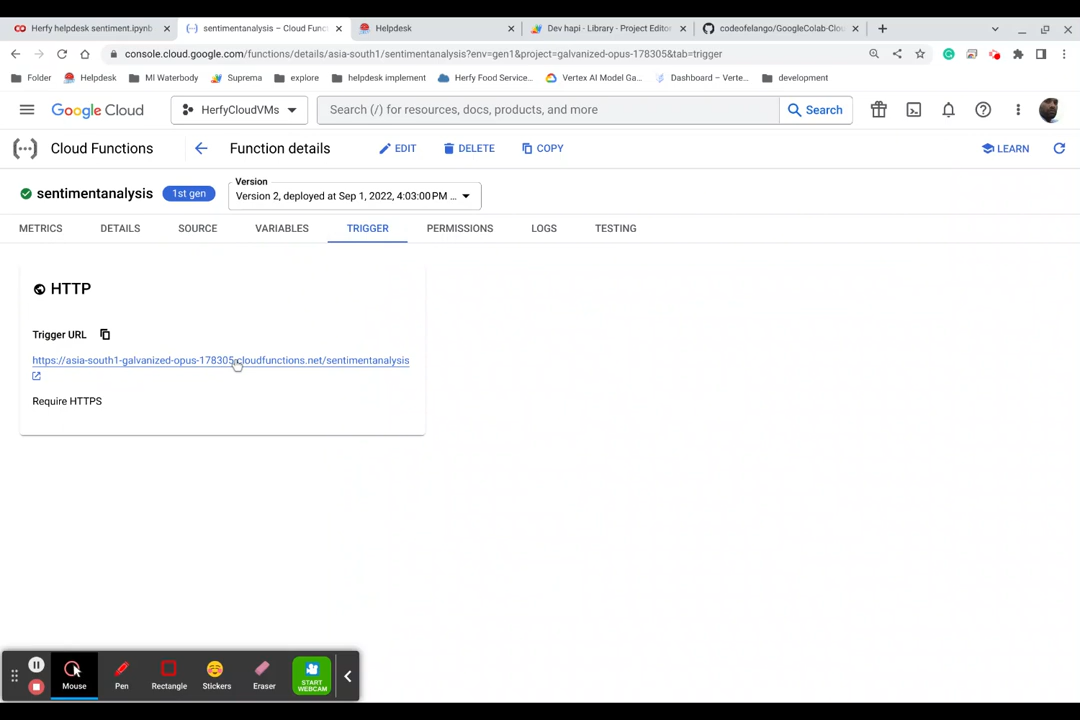 Herfy helpdesk sentiment.ipynb
sentimentanalysis – Cloud Func
Helpdesk
Dev hapi - Library - Project Edito
codeofelango/GoogleColab-Clou
console.cloud.google.com/functions/details/asia-south1/sentimentanalysis?env=gen1&project=galvanized-opus-178305&tab=trigger
Folder
Helpdesk
MI Waterbody
Suprema
explore
helpdesk implement
Herfy Food Service...
Vertex AI Model Ga...
Dashboard – Verte...
development
Google Cloud
HerfyCloudVMs
Search (/) for resources, docs, products, and more
Search
Cloud Functions
Function details
EDIT
DELETE
COPY
LEARN
sentimentanalysis
1st gen
Version
Version 2, deployed at Sep 1, 2022, 4:03:00 PM ...
METRICS
DETAILS
SOURCE
VARIABLES
TRIGGER
PERMISSIONS
LOGS
TESTING
HTTP
Trigger URL
https://asia-south1-galvanized-opus-178305.cloudfunctions.net/sentimentanalysis
Require HTTPS
Mouse
Pen
Rectangle
Stickers
Eraser
START
WEBCAM